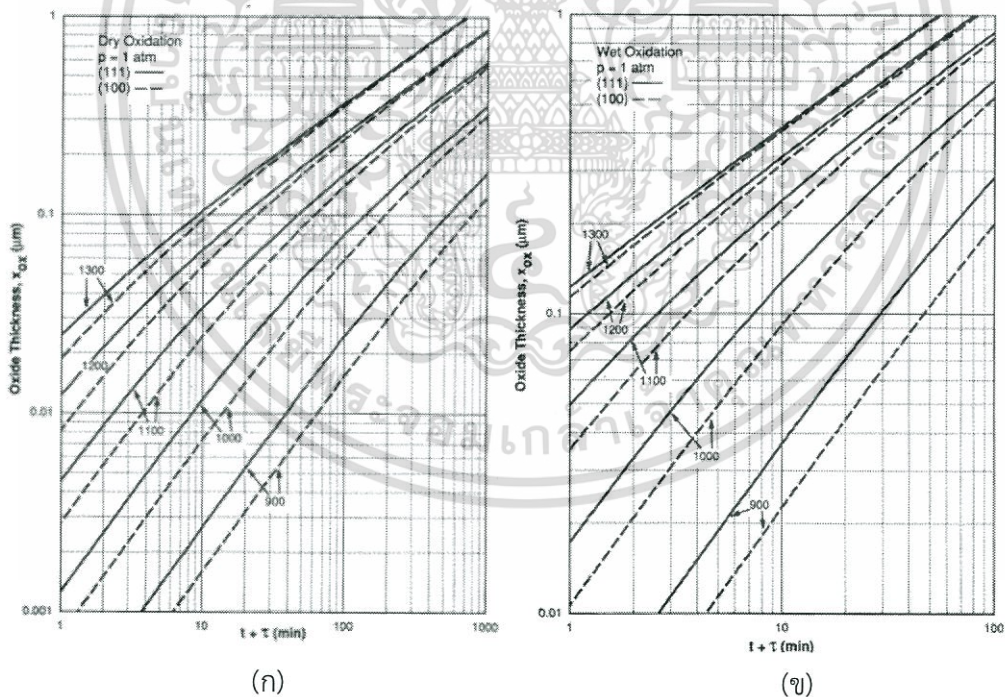 1
Dry Oxidation
p = 1 atm
(111)
(100)
0.1
0.01
0.001
Oxide Thickness, xox (μm)
1300
1200
1100
1000
900
1
10
100
1000
t + τ (min)
(ก)
1
Wet Oxidation
p = 1 atm
(111)
(100)
0.1
0.01
Oxide Thickness, xox (μm)
1300
1200
1100
1000
900
1
10
100
t + τ (min)
(ข)